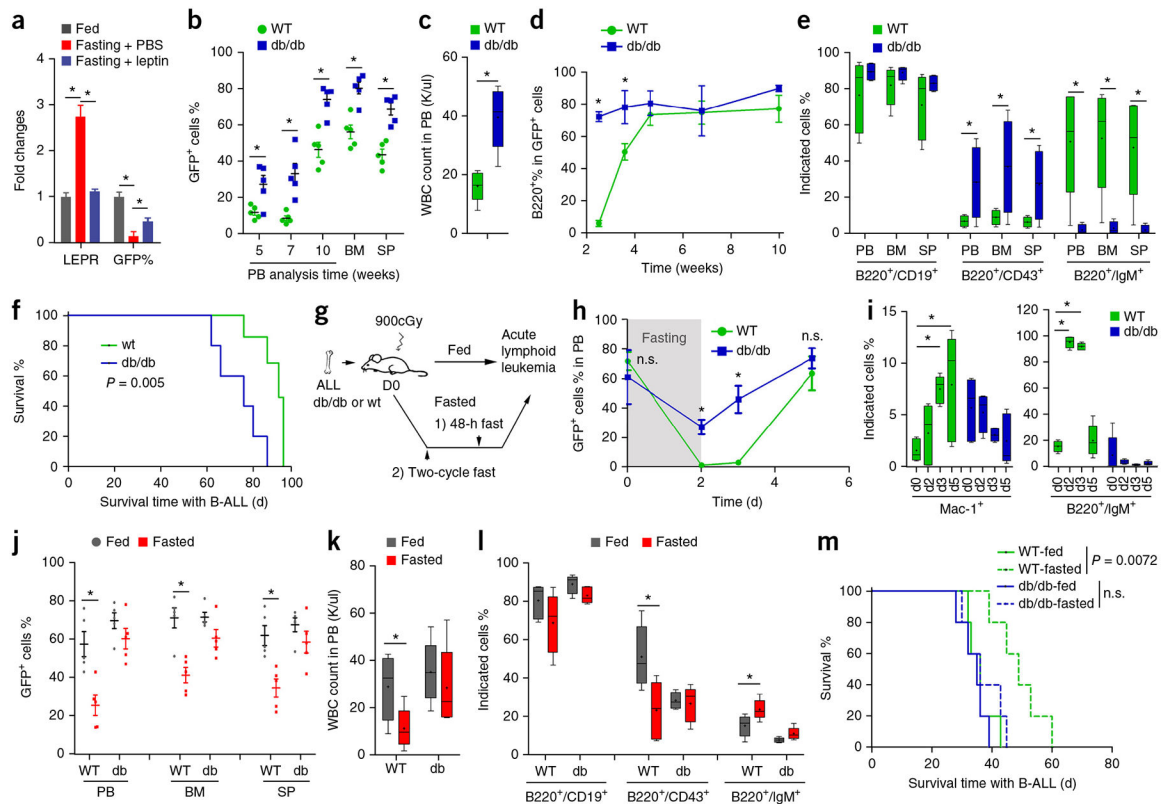 a
Fed
Fasting + PBS
Fasting + leptin
Fold changes
4
3
2
1
0
* *
*
*
LEPR GFP%
b
WT
db/db
GFP+ cells %
100
80
60
40
20
0
* * * * *
5 7 10 BM SP
PB analysis time (weeks)
c
WT
db/db
WBC count in PB (K/ul)
60
40
20
0
*
d
WT
db/db
B220+% in GFP+ cells
100
80
60
40
20
0
* *
0 2 4 6 8 10
Time (weeks)
e
WT
db/db
Indicated cells %
100
80
60
40
20
0
* * * * * *
PB BM SP PB BM SP PB BM SP
B220+/CD19+ B220+/CD43+ B220+/IgM+
f
Survival %
100
80
60
40
20
0
wt
db/db
P = 0.005
0 20 40 60 80 100
Survival time with B-ALL (d)
g
900cGy
ALL
db/db or wt
D0
Fed
Acute
lymphoid
leukemia
Fasted
1) 48-h fast
2) Two-cycle fast
h
WT
db/db
GFP+ cells % in PB
100
80
60
40
20
0
Fasting
n.s.
*
*
n.s.
0 2 4 6
Time (d)
i
WT
db/db
Indicated cells %
15
10
5
0
*
*
d0 d2 d3 d5 d0 d2 d3 d5
Mac-1+
120
100
80
60
40
20
0
*
*
d0 d2 d3 d5 d0 d2 d3 d5
B220+/IgM+
j
Fed Fasted
GFP+ cells %
100
80
60
40
20
0
* * *
WT db WT db WT db
PB BM SP
k
Fed
Fasted
WBC count in PB (K/ul)
80
60
40
20
0
*
WT db
l
Fed Fasted
Indicated cells %
100
80
60
40
20
0
* *
WT db WT db WT db
B220+/CD19+ B220+/CD43+ B220+/IgM+
m
WT-fed
WT-fasted
P = 0.0072
db/db-fed
db/db-fasted
n.s.
Survival %
100
80
60
40
20
0
0 20 40 60 80
Survival time with B-ALL (d)